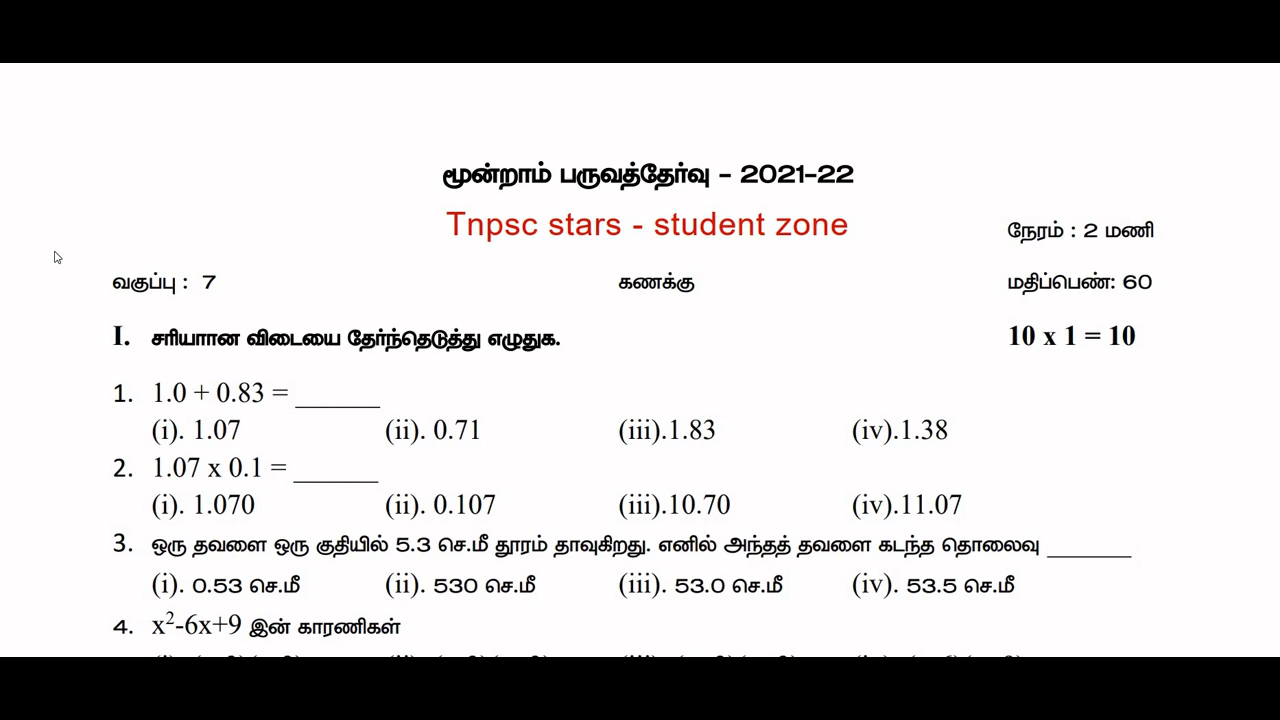 மூன்றாம் பருவத்தேர்வு - 2021-22
Tnpsc stars - student zone
நேரம் : 2 மணி
வகுப்பு : 7 கணக்கு மதிப்பெண்: 60
I. சரியாான விடையை தேர்ந்தெடுத்து எழுதுக. 10 x 1 = 10
1. 1.0 + 0.83 = ______
(i). 1.07 (ii). 0.71 (iii).1.83 (iv).1.38
2. 1.07 x 0.1 = ______
(i). 1.070 (ii). 0.107 (iii).10.70 (iv).11.07
3. ஒரு தவளை ஒரு குதியில் 5.3 செ.மீ தூரம் தாவுகிறது. எனில் அந்தத் தவளை கடந்த தொலைவு ______
(i). 0.53 செ.மீ (ii). 530 செ.மீ (iii). 53.0 செ.மீ (iv). 53.5 செ.மீ
4. x²-6x+9 இன் காரணிகள்